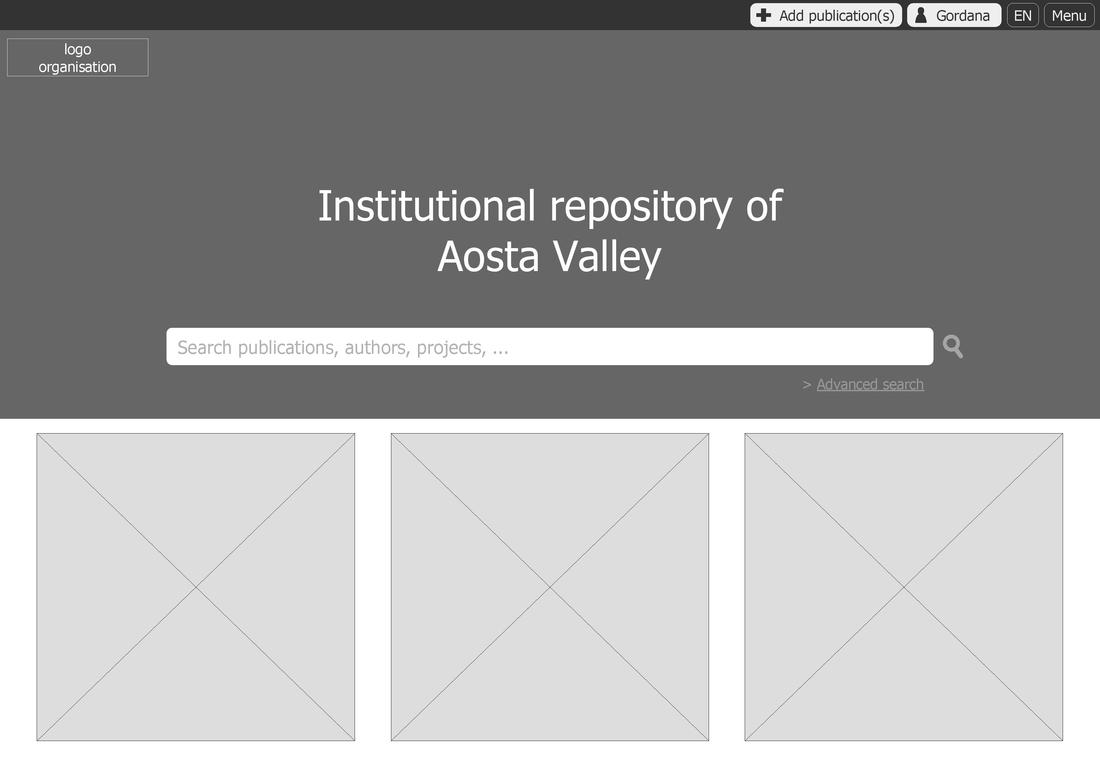 Add publication(s) Gordana EN Menu
logo
organisation
Institutional repository of
Aosta Valley
Search publications, authors, projects, ...
> Advanced search